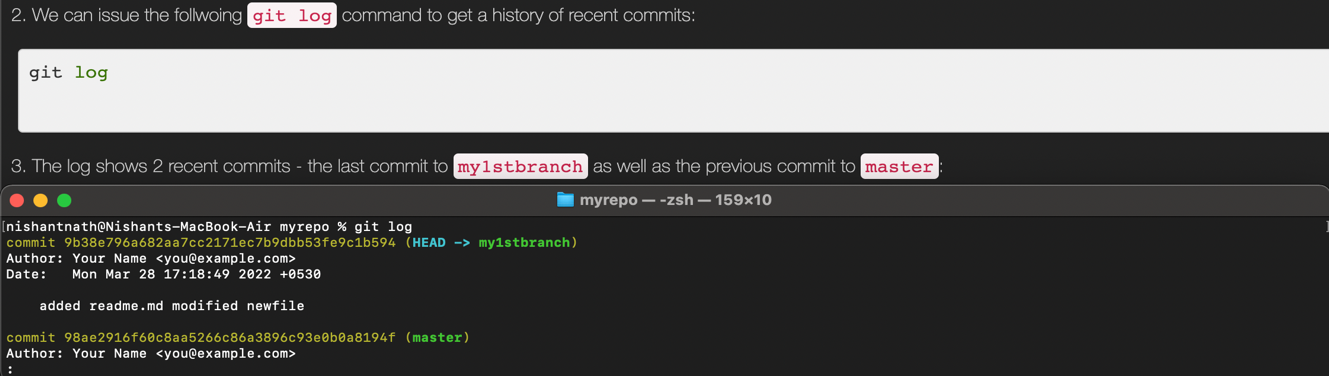 2. We can issue the follwoing git log command to get a history of recent commits:
git log
3. The log shows 2 recent commits - the last commit to my1stbranch as well as the previous commit to master:
myrepo — -zsh — 159×10
[nishantnath@Nishants-MacBook-Air myrepo % git log ]
commit 9b38e796a682aa7cc2171ec7b9dbb53fe9c1b594 (HEAD -> my1stbranch)
Author: Your Name <you@example.com>
Date:   Mon Mar 28 17:18:49 2022 +0530
    added readme.md modified newfile
commit 98ae2916f60c8aa5266c86a3896c93e0b0a8194f (master)
Author: Your Name <you@example.com>
: